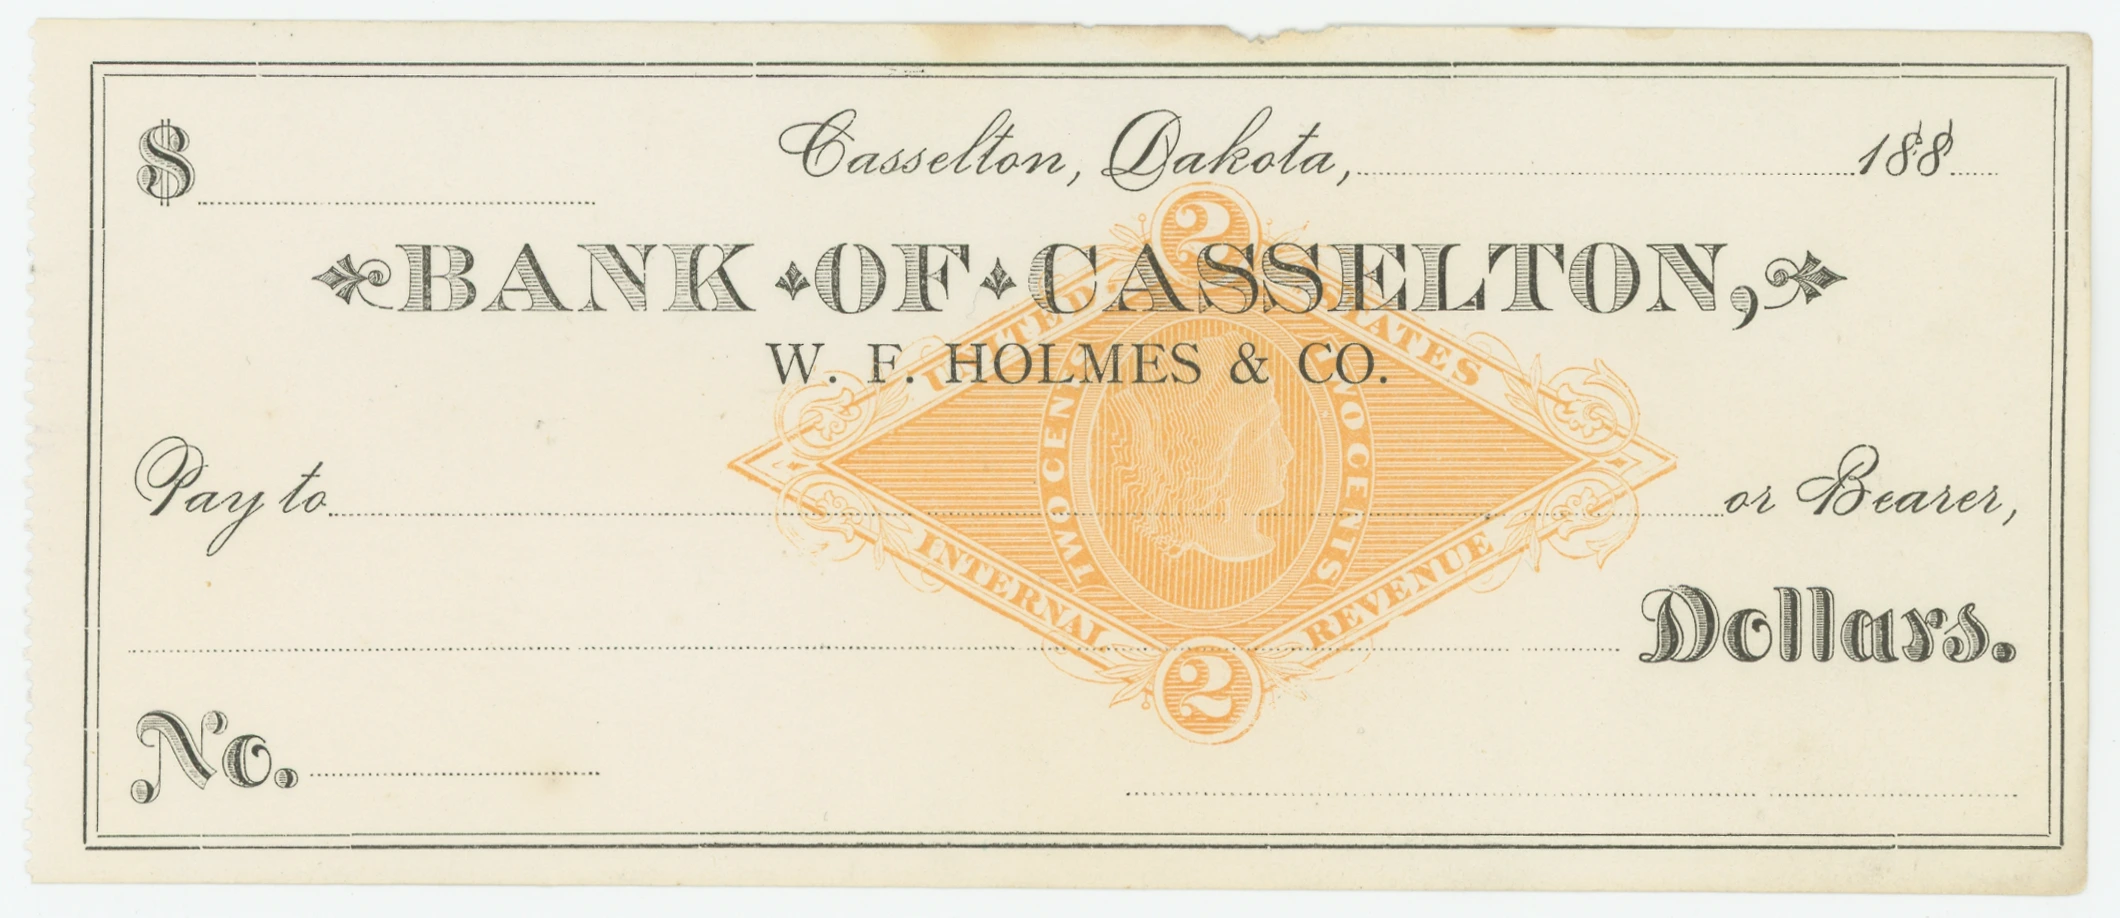 $ Casselton, Dakota, 188
BANK OF CASSELTON,
W. F. HOLMES & CO.
Pay to or Bearer,
Dollars.
No.
2
UNITED STATES
TWO CENTS
TWO CENTS
INTERNAL REVENUE
2